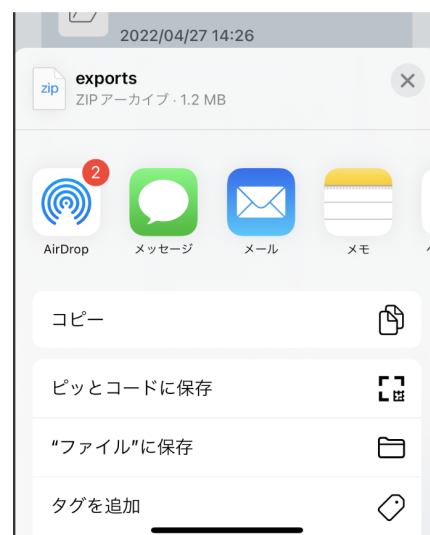 2022/04/27 14:26
exports
zip
ZIPアーカイブ · 1.2 MB
2
AirDrop
メッセージ
メール
メモ
コピー
ピッとコードに保存
“ファイル”に保存
タグを追加